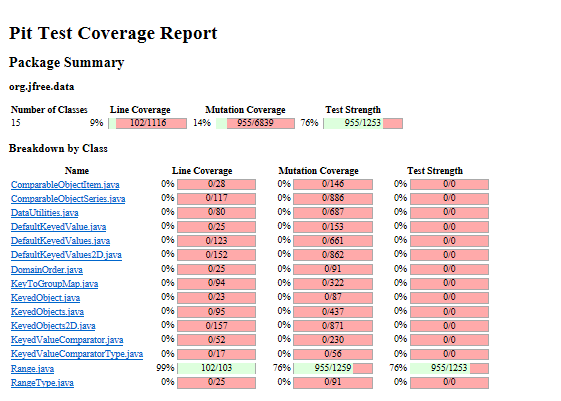 Pit Test Coverage Report
Package Summary
org.jfree.data
Number of Classes Line Coverage Mutation Coverage Test Strength
15 9% 102/1116 14% 955/6839 76% 955/1253
Breakdown by Class
Name Line Coverage Mutation Coverage Test Strength
ComparableObjectItem.java 0% 0/28 0% 0/146 0% 0/0
ComparableObjectSeries.java 0% 0/117 0% 0/886 0% 0/0
DataUtilities.java 0% 0/80 0% 0/687 0% 0/0
DefaultKeyedValue.java 0% 0/25 0% 0/153 0% 0/0
DefaultKeyedValues.java 0% 0/123 0% 0/661 0% 0/0
DefaultKeyedValues2D.java 0% 0/152 0% 0/862 0% 0/0
DomainOrder.java 0% 0/25 0% 0/91 0% 0/0
KeyToGroupMap.java 0% 0/94 0% 0/322 0% 0/0
KeyedObject.java 0% 0/23 0% 0/87 0% 0/0
KeyedObjects.java 0% 0/95 0% 0/437 0% 0/0
KeyedObjects2D.java 0% 0/157 0% 0/871 0% 0/0
KeyedValueComparator.java 0% 0/52 0% 0/230 0% 0/0
KeyedValueComparatorType.java 0% 0/17 0% 0/56 0% 0/0
Range.java 99% 102/103 76% 955/1259 76% 955/1253
RangeType.java 0% 0/25 0% 0/91 0% 0/0